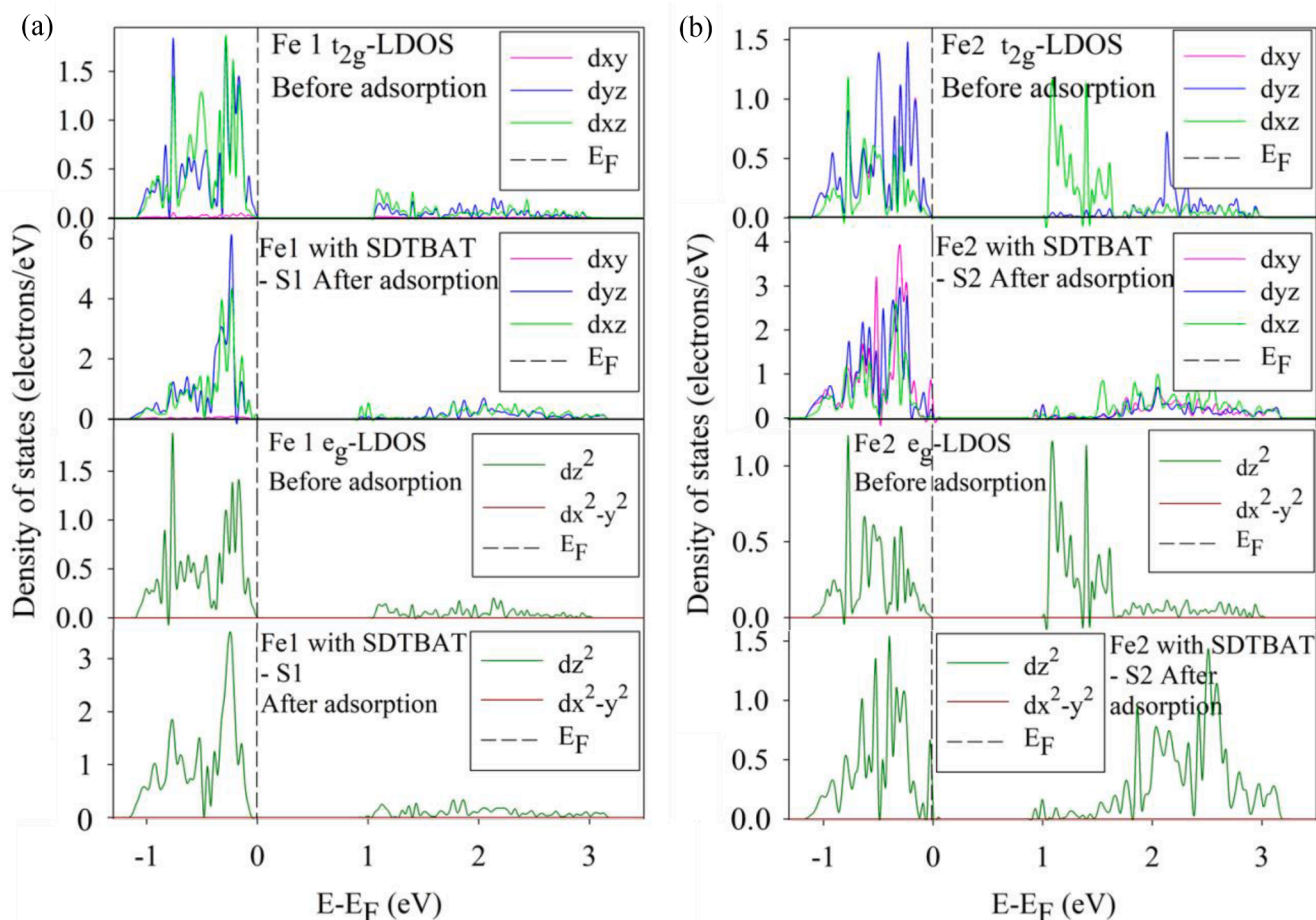 (a)
Density of states (electrons/eV)
Fe 1 t2g-LDOS
Before adsorption
dxy
dyz
dxz
EF
1.5
1.0
0.5
0.0
Fe1 with SDTBAT
- S1 After adsorption
dxy
dyz
dxz
EF
6
4
2
0
Fe 1 eg-LDOS
Before adsorption
dz2
dx2-y2
EF
1.5
1.0
0.5
0.0
Fe1 with SDTBAT
- S1
After adsorption
dz2
dx2-y2
EF
3
2
1
0
-1 0 1 2 3
E-EF (eV)
(b)
Density of states (electrons/eV)
Fe2 t2g-LDOS
Before adsorption
dxy
dyz
dxz
EF
1.5
1.0
0.5
0.0
Fe2 with SDTBAT
- S2 After adsorption
dxy
dyz
dxz
EF
4
3
2
1
0
Fe2 eg-LDOS
Before adsorption
dz2
dx2-y2
EF
1.0
0.5
0.0
Fe2 with SDTBAT
- S2 After
adsorption
dz2
dx2-y2
EF
1.5
1.0
0.5
0.0
-1 0 1 2 3
E-EF (eV)